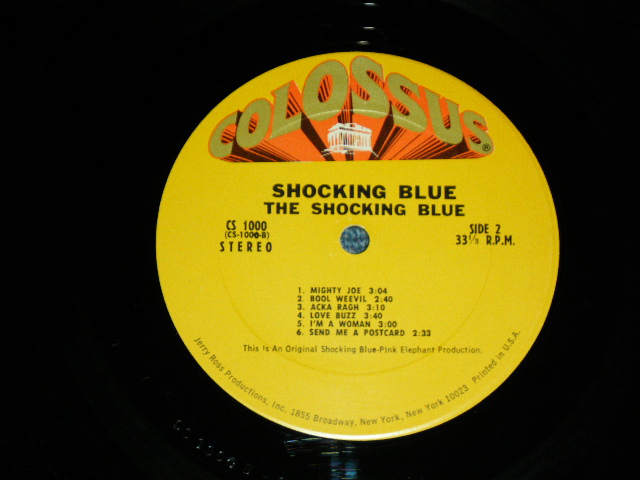 COLOSSUS®
SHOCKING BLUE
THE SHOCKING BLUE
CS 1000
(CS-1000-B)
STEREO
SIDE 2
33⅓ R.P.M.
1. MIGHTY JOE 3:04
2. BOOL WEEVIL 2:40
3. ACKA RAGH 3:10
4. LOVE BUZZ 3:40
5. I'M A WOMAN 3:00
6. SEND ME A POSTCARD 2:33
This Is An Original Shocking Blue-Pink Elephant Production.
Jerry Ross Productions, Inc. 1855 Broadway, New York, New York 10023 Printed in U.S.A.